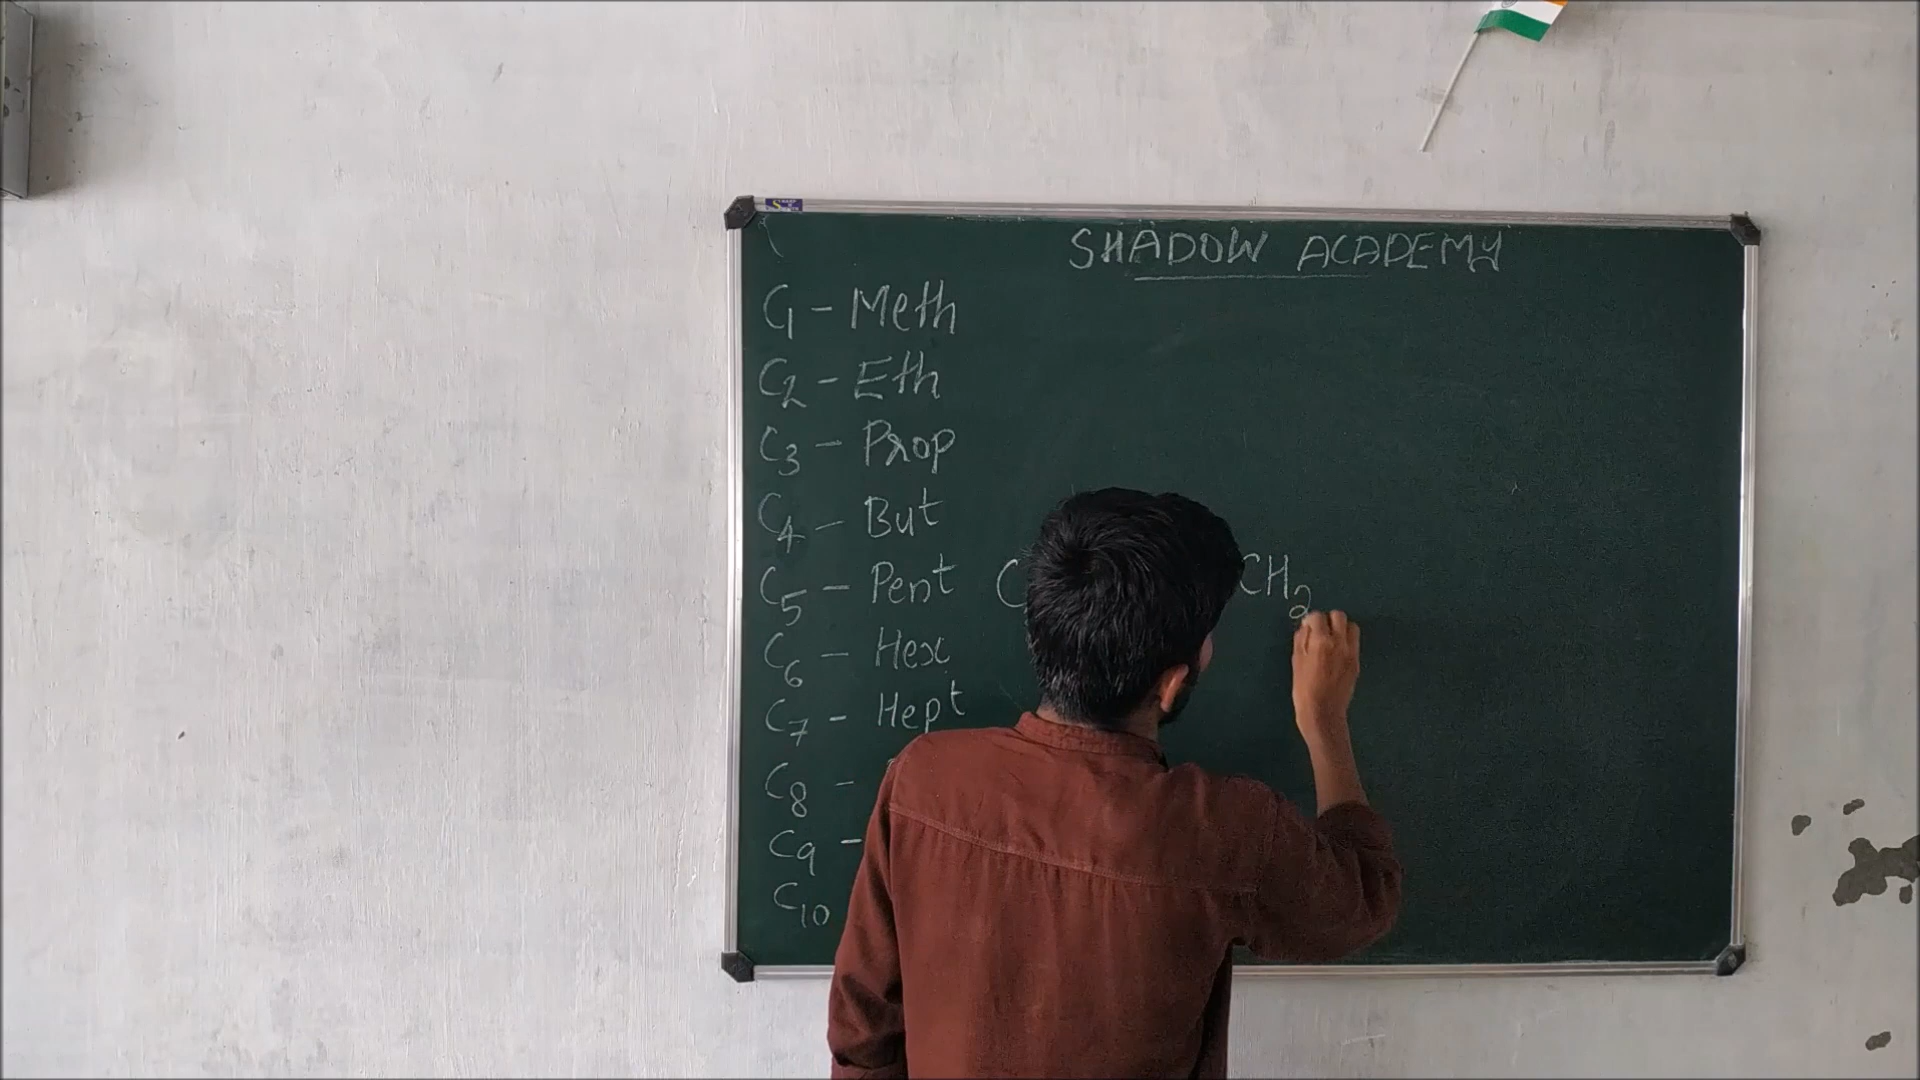 SHADOW ACADEMY
C1 - Meth
C2 - Eth
C3 - Prop
C4 - But
C5 - Pent
C CH2
C6 - Hex
C7 - Hept
C8 -
C9 -
C10